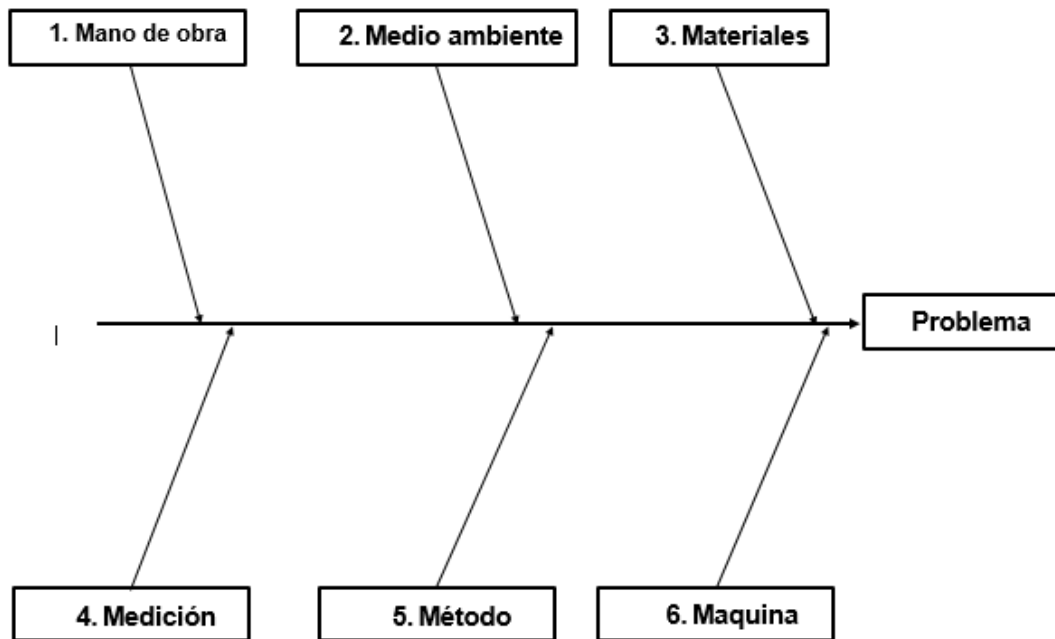 1. Mano de obra
2. Medio ambiente
3. Materiales
Problema
4. Medición
5. Método
6. Maquina